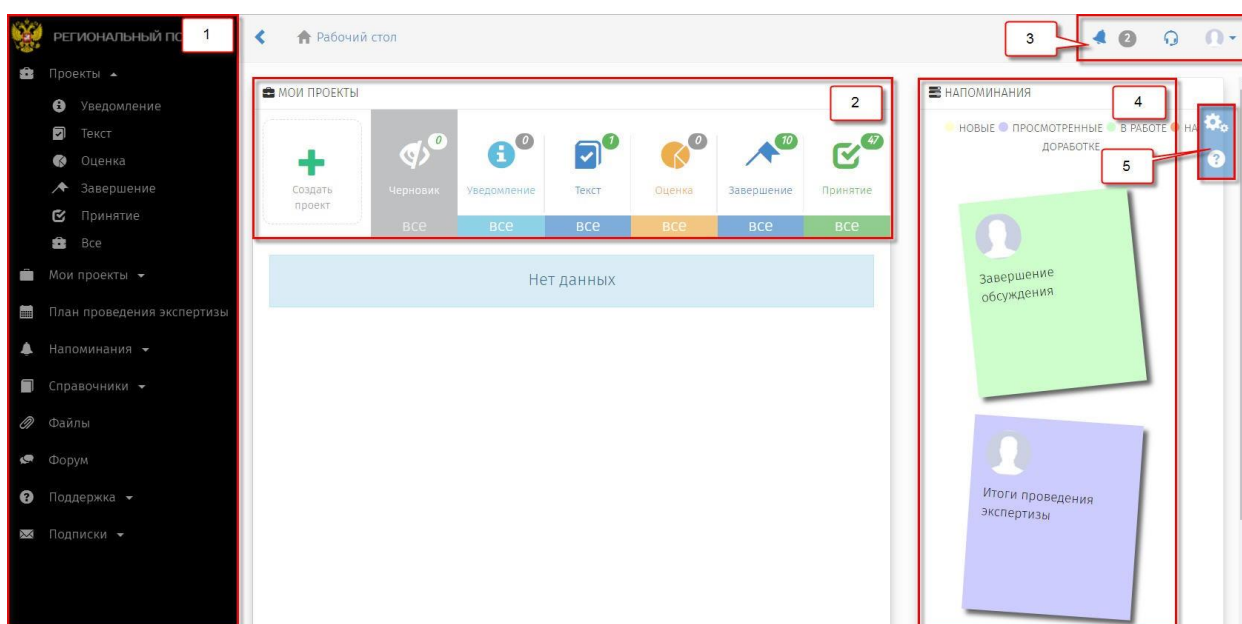 РЕГИОНАЛЬНЫЙ
1
Проекты
Уведомление
Текст
Оценка
Завершение
Принятие
Все
Мои проекты
План проведения экспертизы
Напоминания
Справочники
Файлы
Форум
Поддержка
Подписки
Рабочий стол
3
2
МОИ ПРОЕКТЫ
2
0
0
1
0
10
47
Создать
проект
Черновик
Уведомление
Текст
Оценка
Завершение
Принятие
все
все
все
все
все
все
Нет данных
НАПОМИНАНИЯ
4
НОВЫЕ ПРОСМОТРЕННЫЕ В РАБОТЕ НА
ДОРАБОТКЕ
5
Завершение
обсуждения
Итоги проведения
экспертизы